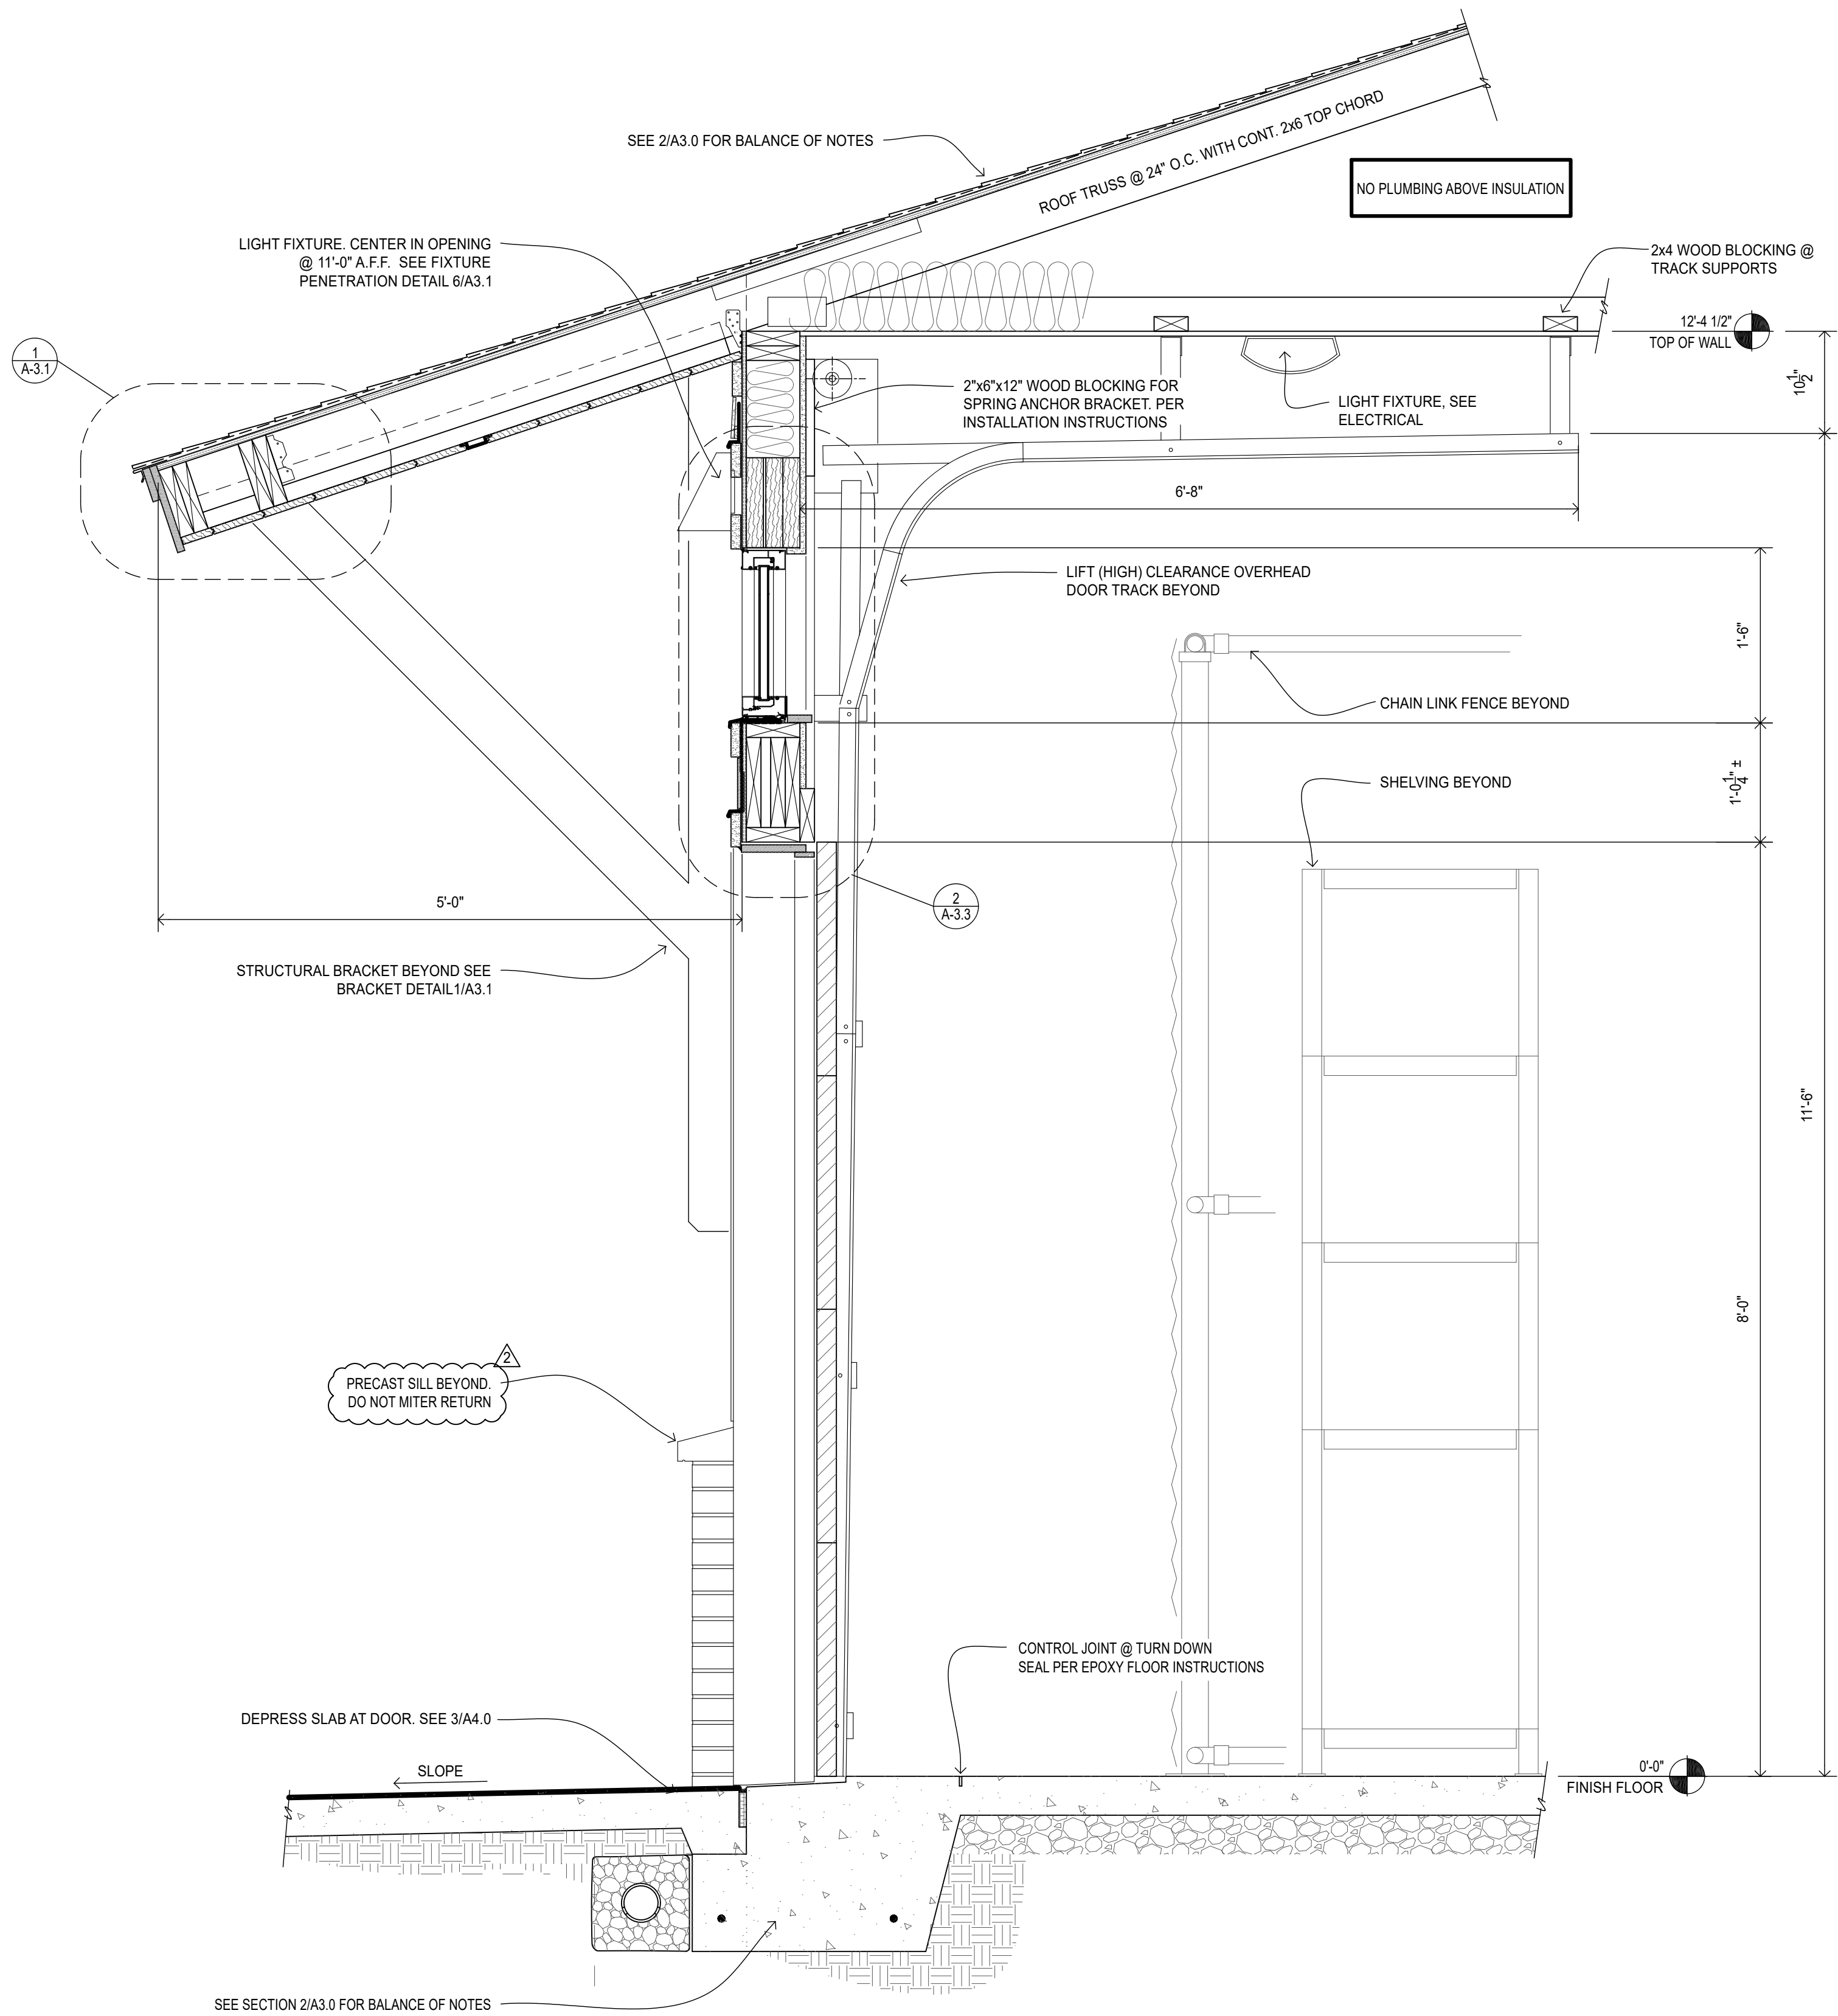 SEE 2/A3.0 FOR BALANCE OF NOTES
ROOF TRUSS @ 24" O.C. WITH CONT. 2x6 TOP CHORD
NO PLUMBING ABOVE INSULATION
LIGHT FIXTURE. CENTER IN OPENING
@ 11'-0" A.F.F. SEE FIXTURE
PENETRATION DETAIL 6/A3.1
2x4 WOOD BLOCKING @
TRACK SUPPORTS
12'-4 1/2"
TOP OF WALL
1
A-3.1
10 1/2"
2"x6"x12" WOOD BLOCKING FOR
SPRING ANCHOR BRACKET. PER
INSTALLATION INSTRUCTIONS
LIGHT FIXTURE, SEE
ELECTRICAL
6'-8"
LIFT (HIGH) CLEARANCE OVERHEAD
DOOR TRACK BEYOND
1'-6"
CHAIN LINK FENCE BEYOND
1'-0 1/4" ±
SHELVING BEYOND
5'-0"
2
A-3.3
STRUCTURAL BRACKET BEYOND SEE
BRACKET DETAIL1/A3.1
11'-6"
8'-0"
2
PRECAST SILL BEYOND.
DO NOT MITER RETURN
CONTROL JOINT @ TURN DOWN
SEAL PER EPOXY FLOOR INSTRUCTIONS
DEPRESS SLAB AT DOOR. SEE 3/A4.0
SLOPE
0'-0"
FINISH FLOOR
SEE SECTION 2/A3.0 FOR BALANCE OF NOTES